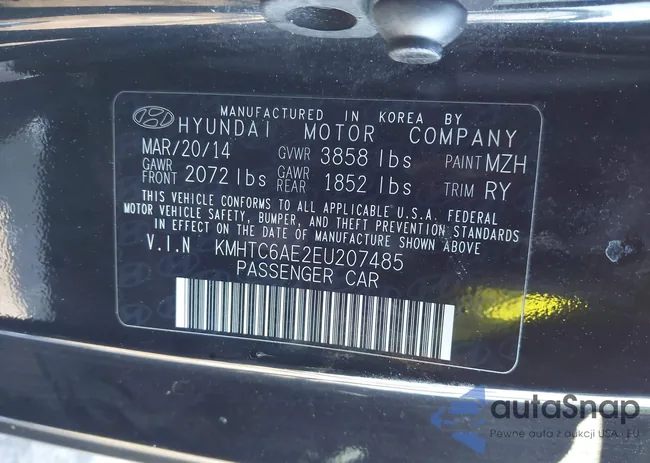 MANUFACTURED IN KOREA BY
HYUNDAI MOTOR COMPANY
MAR/20/14 GVWR 3858 lbs PAINT MZH
GAWR FRONT 2072 lbs GAWR REAR 1852 lbs TRIM RY
THIS VEHICLE CONFORMS TO ALL APPLICABLE U.S.A. FEDERAL
MOTOR VEHICLE SAFETY, BUMPER, AND THEFT PREVENTION STANDARDS
IN EFFECT ON THE DATE OF MANUFACTURE SHOWN ABOVE
V.I.N KMHTC6AE2EU207485
PASSENGER CAR
autaSnap
Pewne auta z aukcji USA i EU